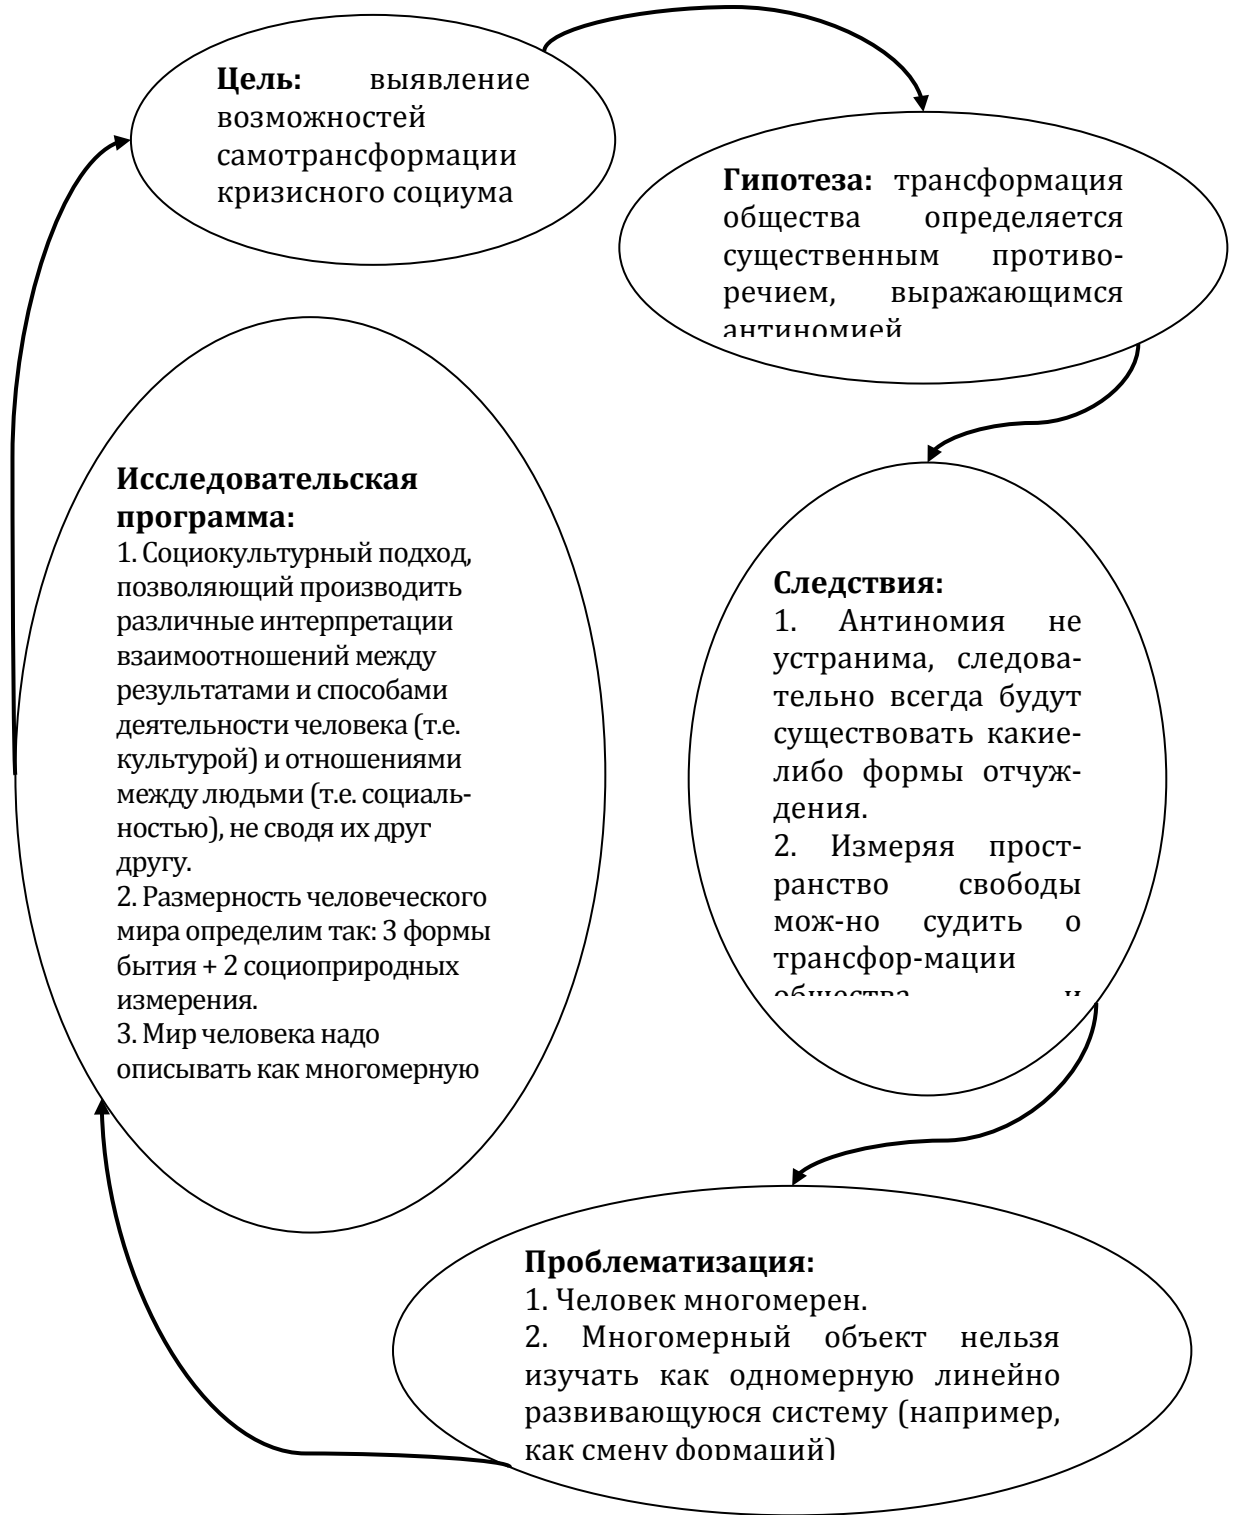 Цель: выявление
возможностей
самотрансформации
кризисного социума
Гипотеза: трансформация
общества определяется
существенным противо-
речием, выражающимся
антиномией
Следствия:
1. Антиномия не
устранима, следова-
тельно всегда будут
существовать какие-
либо формы отчуж-
дения.
2. Измеряя прост-
ранство свободы
мож-но судить о
трансфор-мации
общества и
Проблематизация:
1. Человек многомерен.
2. Многомерный объект нельзя
изучать как одномерную линейно
развивающуюся систему (например,
как смену формаций)
Исследовательская
программа:
1. Социокультурный подход,
позволяющий производить
различные интерпретации
взаимоотношений между
результатами и способами
деятельности человека (т.е.
культурой) и отношениями
между людьми (т.е. социаль-
ностью), не сводя их друг
другу.
2. Размерность человеческого
мира определим так: 3 формы
бытия + 2 социоприродных
измерения.
3. Мир человека надо
описывать как многомерную